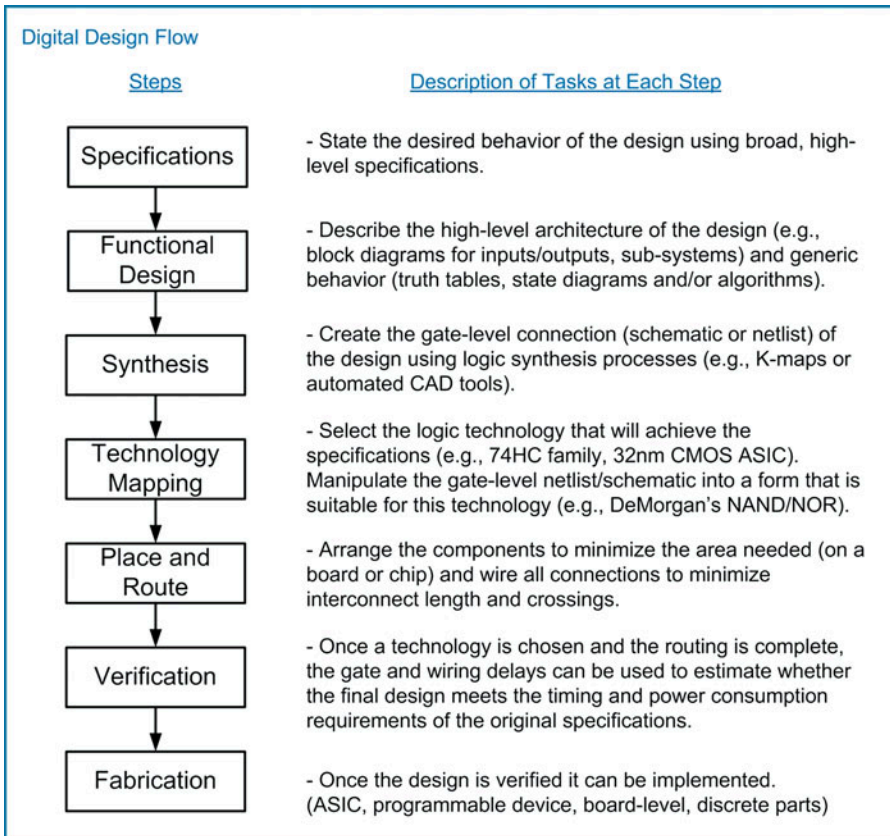 Digital Design Flow
Steps
Description of Tasks at Each Step
Specifications
- State the desired behavior of the design using broad, high-
level specifications.
Functional
Design
- Describe the high-level architecture of the design (e.g.,
block diagrams for inputs/outputs, sub-systems) and generic
behavior (truth tables, state diagrams and/or algorithms).
Synthesis
- Create the gate-level connection (schematic or netlist) of
the design using logic synthesis processes (e.g., K-maps or
automated CAD tools).
Technology
Mapping
- Select the logic technology that will achieve the
specifications (e.g., 74HC family, 32nm CMOS ASIC).
Manipulate the gate-level netlist/schematic into a form that is
suitable for this technology (e.g., DeMorgan's NAND/NOR).
Place and
Route
- Arrange the components to minimize the area needed (on a
board or chip) and wire all connections to minimize
interconnect length and crossings.
Verification
- Once a technology is chosen and the routing is complete,
the gate and wiring delays can be used to estimate whether
the final design meets the timing and power consumption
requirements of the original specifications.
Fabrication
- Once the design is verified it can be implemented.
(ASIC, programmable device, board-level, discrete parts)